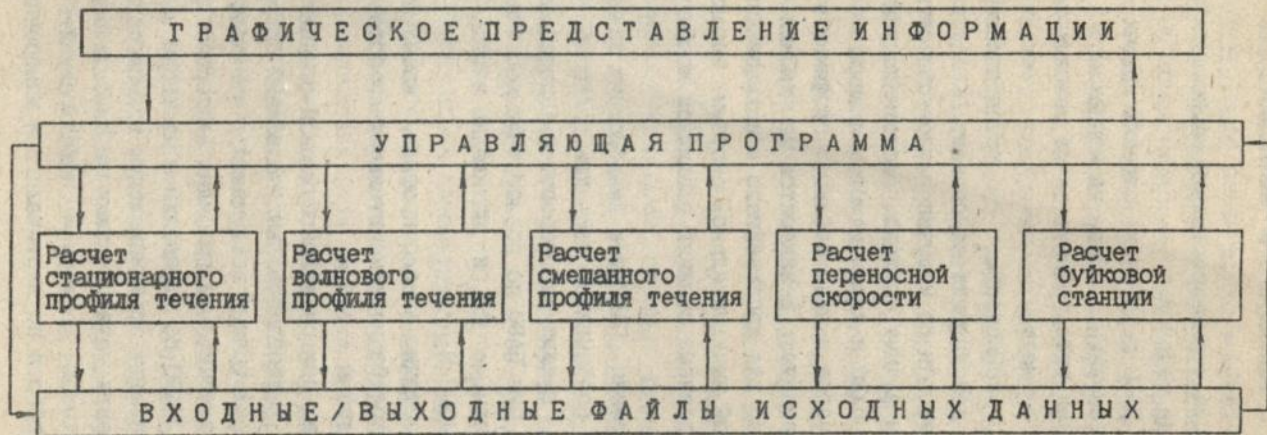 ГРАФИЧЕСКОЕ ПРЕДСТАВЛЕНИЕ ИНФОРМАЦИИ
УПРАВЛЯЮЩАЯ ПРОГРАММА
Расчет
стационарного
профиля течения
Расчет
волнового
профиля течения
Расчет
смешанного
профиля течения
Расчет
переносной
скорости
Расчет
буйковой
станции
ВХОДНЫЕ/ВЫХОДНЫЕ ФАЙЛЫ ИСХОДНЫХ ДАННЫХ